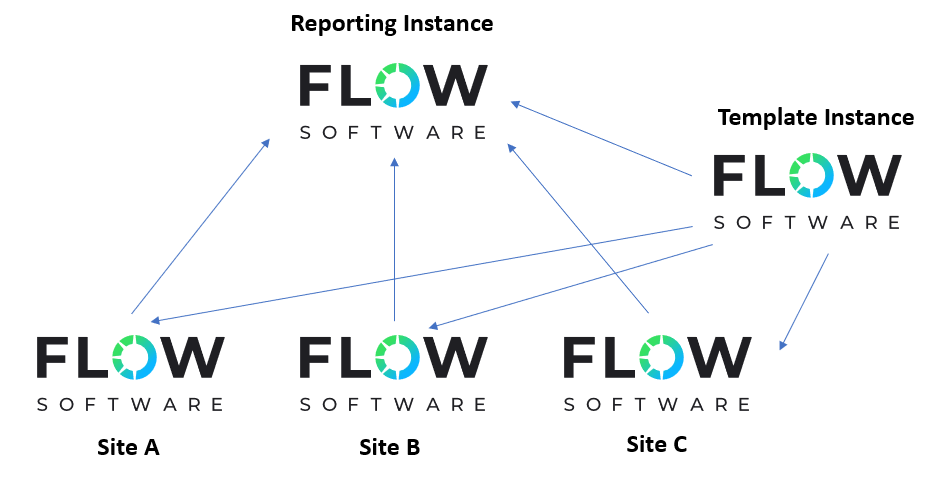 Reporting Instance
FLOW
SOFTWARE
Template Instance
FLOW
SOFTWARE
FLOW
SOFTWARE
Site A
FLOW
SOFTWARE
Site B
FLOW
SOFTWARE
Site C